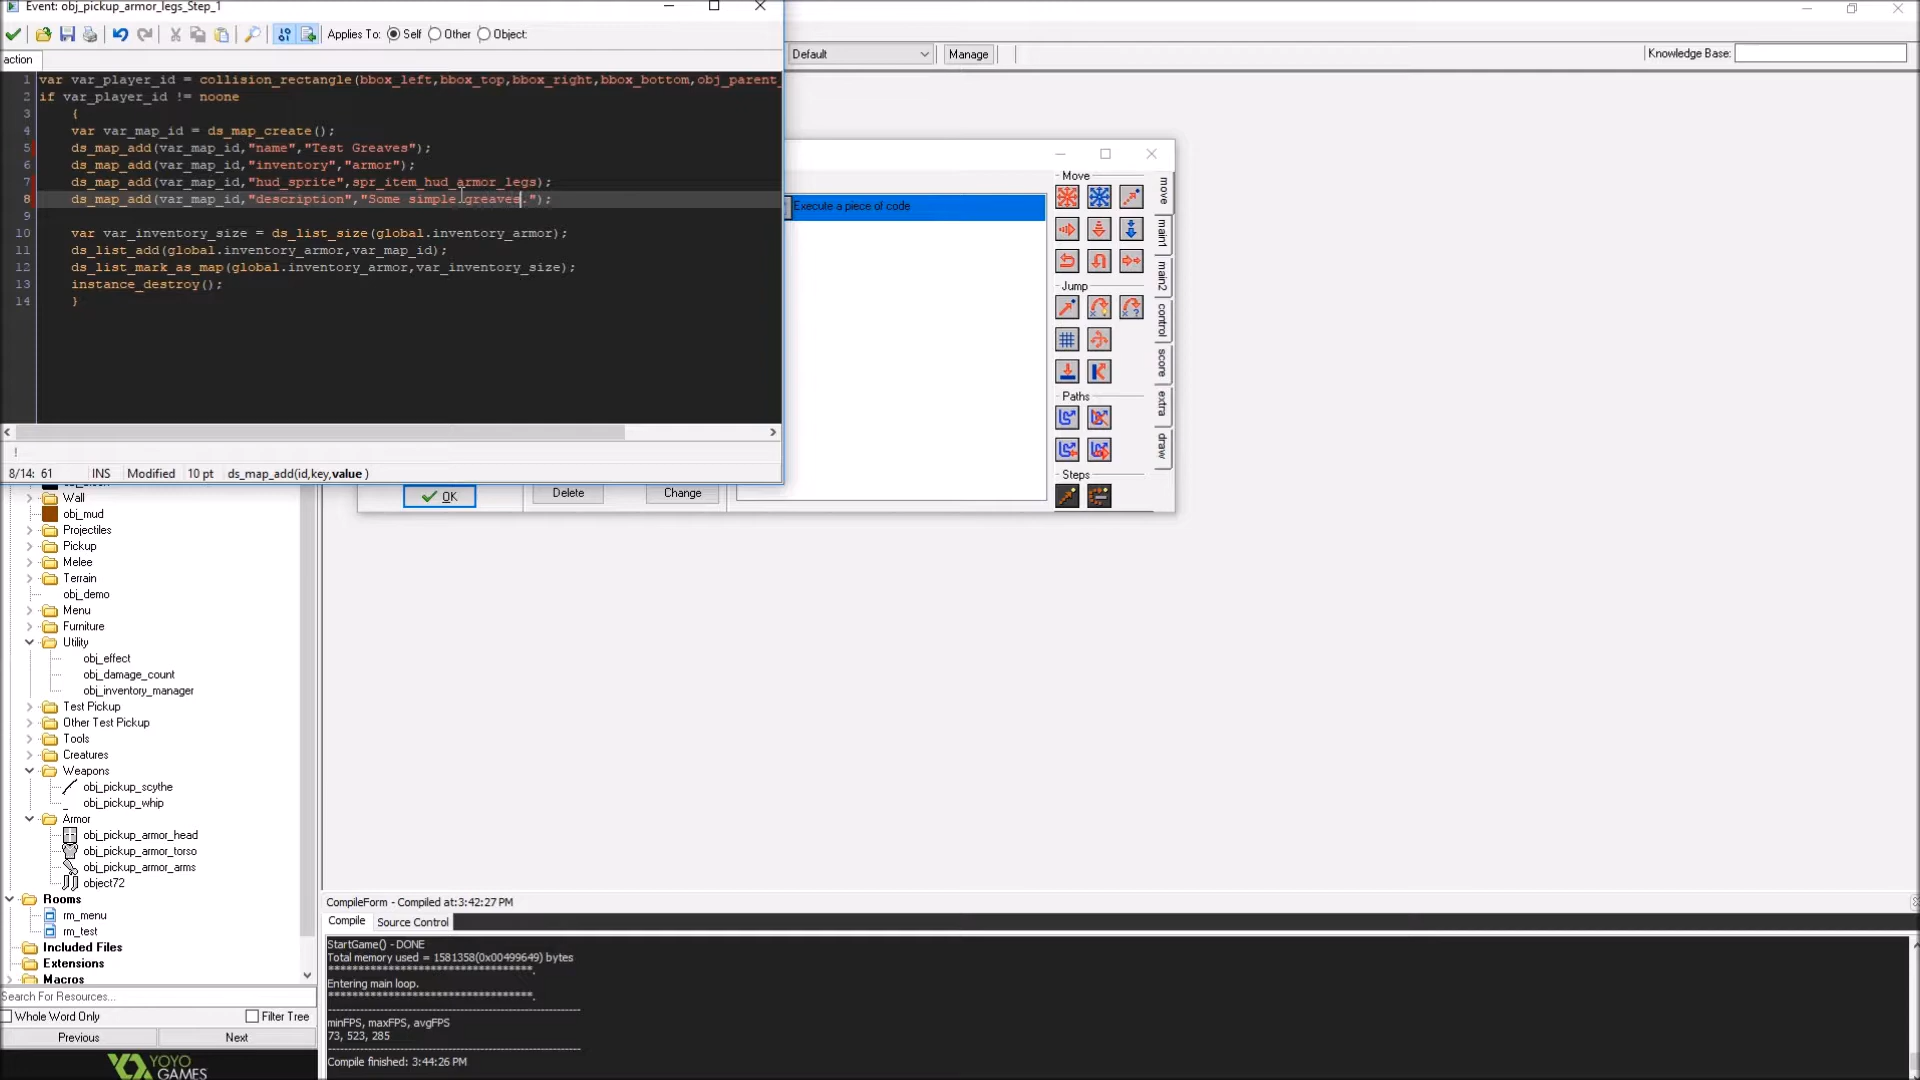 Event: obj_pickup_armor_legs_Step_1
Applies To: Self Other Object:
action
1 var var_player_id = collision_rectangle(bbox_left,bbox_top,bbox_right,bbox_bottom,obj_parent_
2 if var_player_id != noone
3 {
4 var var_map_id = ds_map_create();
5 ds_map_add(var_map_id,"name","Test Greaves");
6 ds_map_add(var_map_id,"inventory","armor");
7 ds_map_add(var_map_id,"hud_sprite",spr_item_hud_armor_legs);
8 ds_map_add(var_map_id,"description","Some simple greaves.");
9
10 var var_inventory_size = ds_list_size(global.inventory_armor);
11 ds_list_add(global.inventory_armor,var_map_id);
12 ds_list_mark_as_map(global.inventory_armor,var_inventory_size);
13 instance_destroy();
14 }
!
8/14: 61 INS Modified 10 pt ds_map_add(id,key,value )
Default
Manage
Knowledge Base:
Execute a piece of code
Move
Jump
Paths
Steps
move
main1
main2
control
score
extra
draw
OK
Delete
Change
Wall
obj_mud
Projectiles
Pickup
Melee
Terrain
obj_demo
Menu
Furniture
Utility
obj_effect
obj_damage_count
obj_inventory_manager
Test Pickup
Other Test Pickup
Tools
Creatures
Weapons
obj_pickup_scythe
obj_pickup_whip
Armor
obj_pickup_armor_head
obj_pickup_armor_torso
obj_pickup_armor_arms
object72
Rooms
rm_menu
rm_test
Included Files
Extensions
Macros
Search For Resources...
Whole Word Only
Filter Tree
Previous
Next
YOYO
GAMES
CompileForm - Compiled at:3:42:27 PM
Compile
Source Control
StartGame() - DONE
Total memory used = 1581358(0x00499649) bytes
**********************************.
Entering main loop.
**********************************.
minFPS, maxFPS, avgFPS
73, 523, 285
Compile finished: 3:44:26 PM